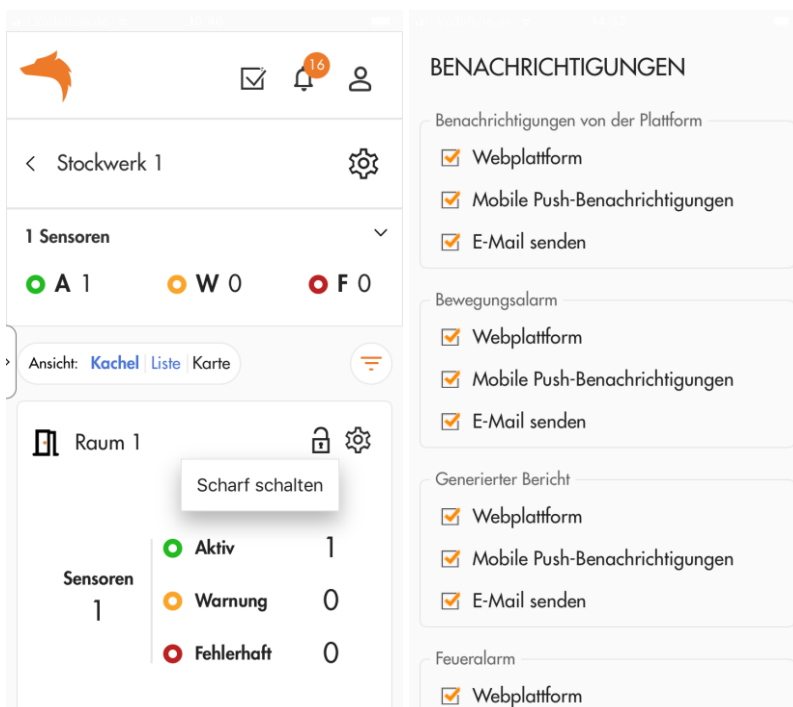 16
Stockwerk 1
1 Sensoren
A 1 W 0 F 0
Ansicht: Kachel Liste Karte
Raum 1
Scharf schalten
Sensoren
1
Aktiv 1
Warnung 0
Fehlerhaft 0
BENACHRICHTIGUNGEN
Benachrichtigungen von der Plattform
Webplattform
Mobile Push-Benachrichtigungen
E-Mail senden
Bewegungsalarm
Webplattform
Mobile Push-Benachrichtigungen
E-Mail senden
Generierter Bericht
Webplattform
Mobile Push-Benachrichtigungen
E-Mail senden
Feueralarm
Webplattform